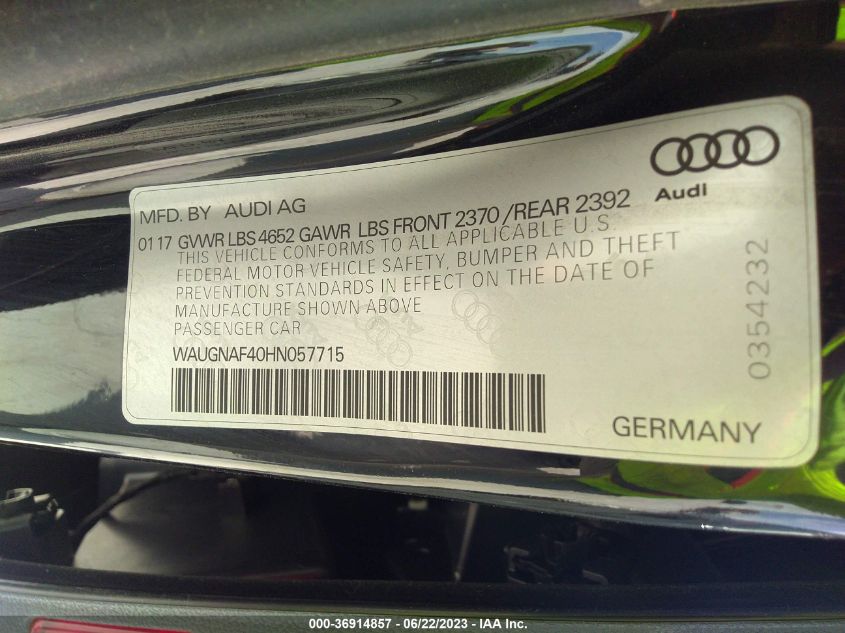 Audi
MFD. BY AUDI AG
01 17 GVWR LBS 4652 GAWR LBS FRONT 2370 /REAR 2392
THIS VEHICLE CONFORMS TO ALL APPLICABLE U.S
FEDERAL MOTOR VEHICLE SAFETY, BUMPER AND THEFT
PREVENTION STANDARDS IN EFFECT ON THE DATE OF
MANUFACTURE SHOWN ABOVE
PASSENGER CAR
WAUGNAF40HN057715
0354232
GERMANY
000-36914857 - 06/22/2023 - IAA Inc.